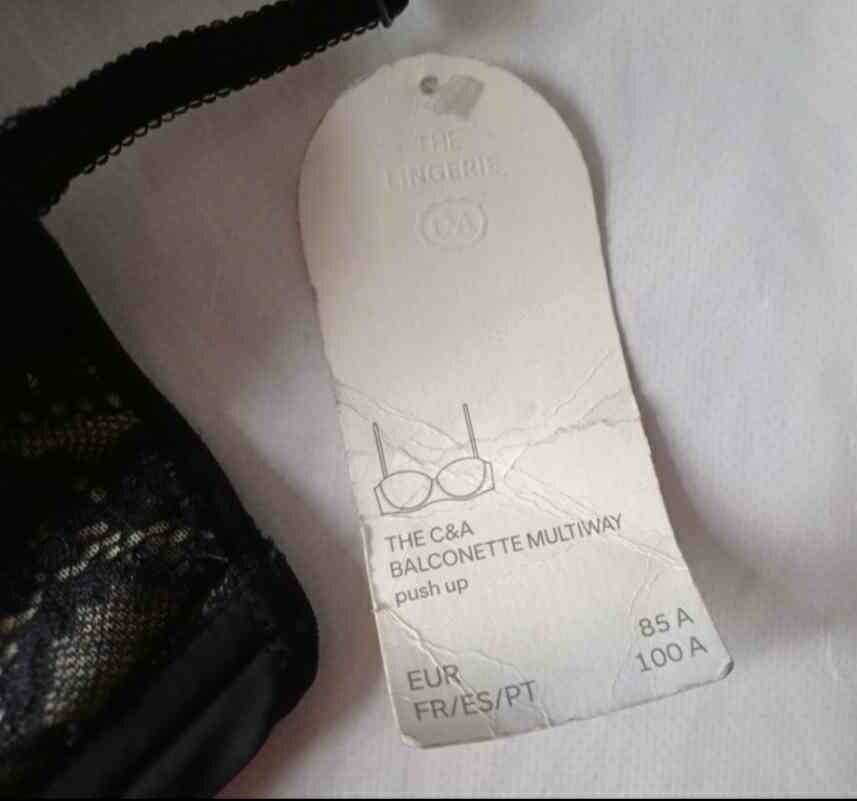 THE
LINGERIE
C&A
THE C&A
BALCONETTE MULTIWAY
push up
EUR 85 A
FR/ES/PT 100 A